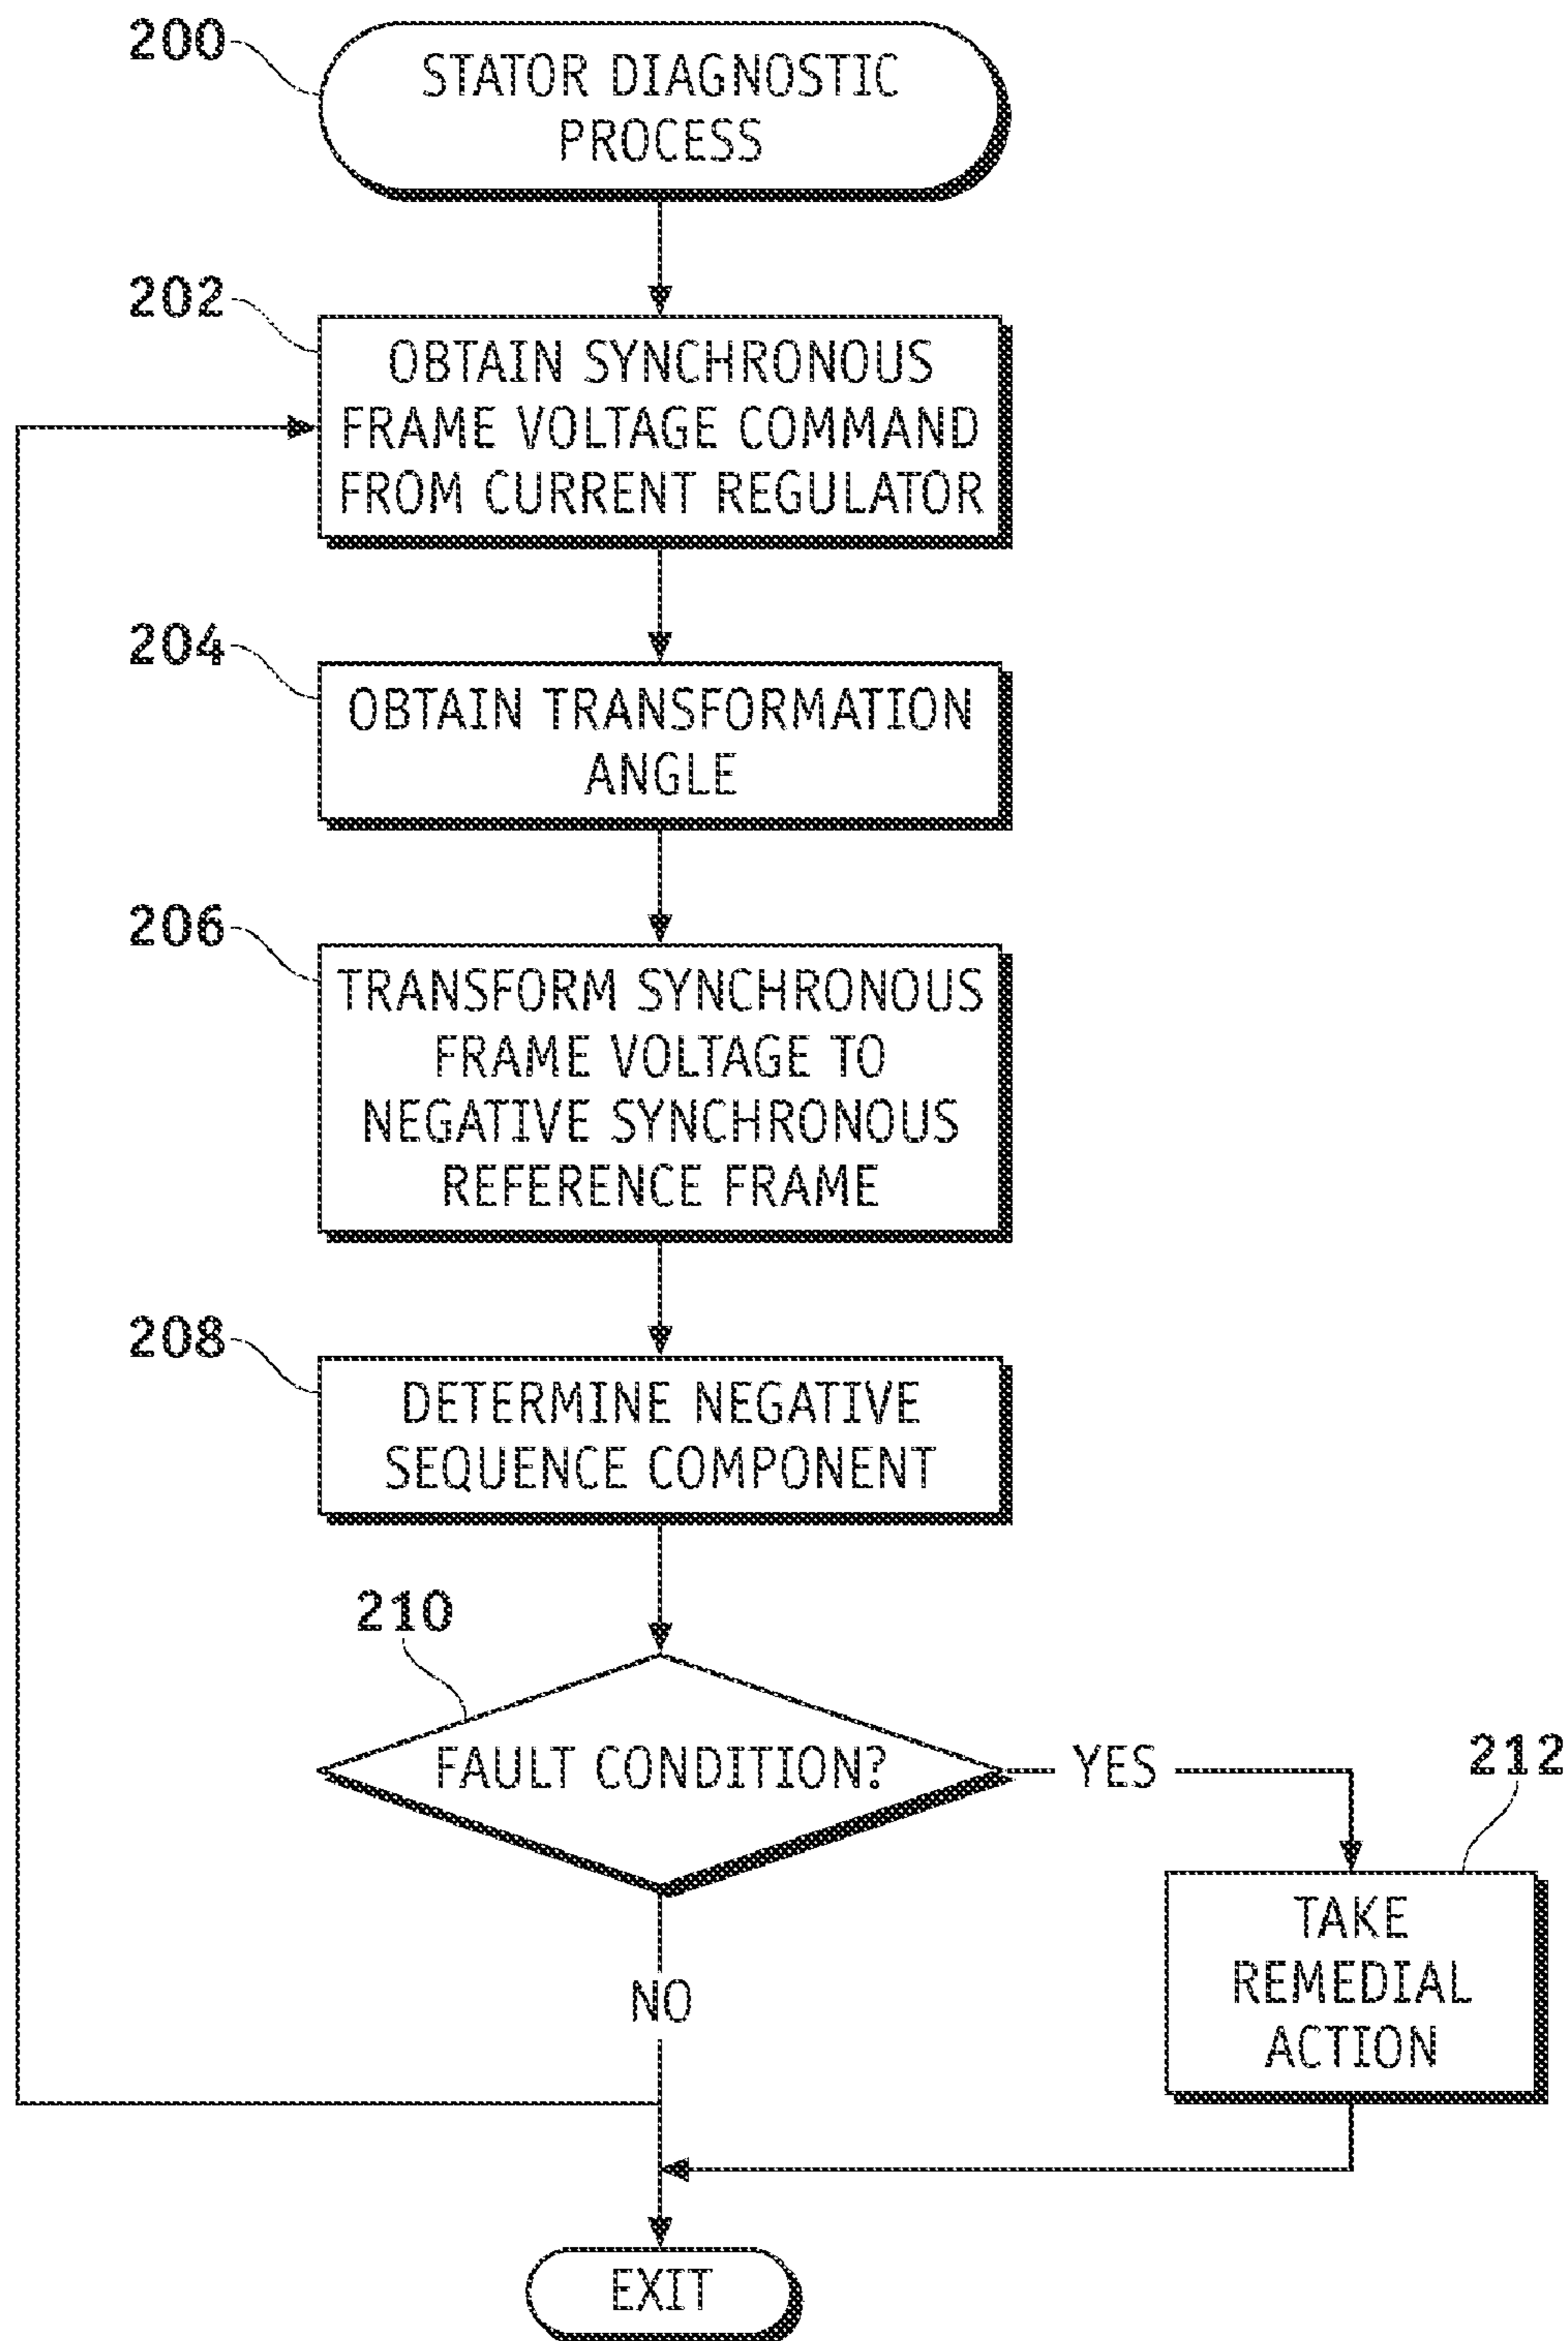 200
STATOR DIAGNOSTIC
PROCESS
202
OBTAIN SYNCHRONOUS
FRAME VOLTAGE COMMAND
FROM CURRENT REGULATOR
204
OBTAIN TRANSFORMATION
ANGLE
206
TRANSFORM SYNCHRONOUS
FRAME VOLTAGE TO
NEGATIVE SYNCHRONOUS
REFERENCE FRAME
208
DETERMINE NEGATIVE
SEQUENCE COMPONENT
210
FAULT CONDITION?
YES
212
TAKE
REMEDIAL
ACTION
NO
EXIT